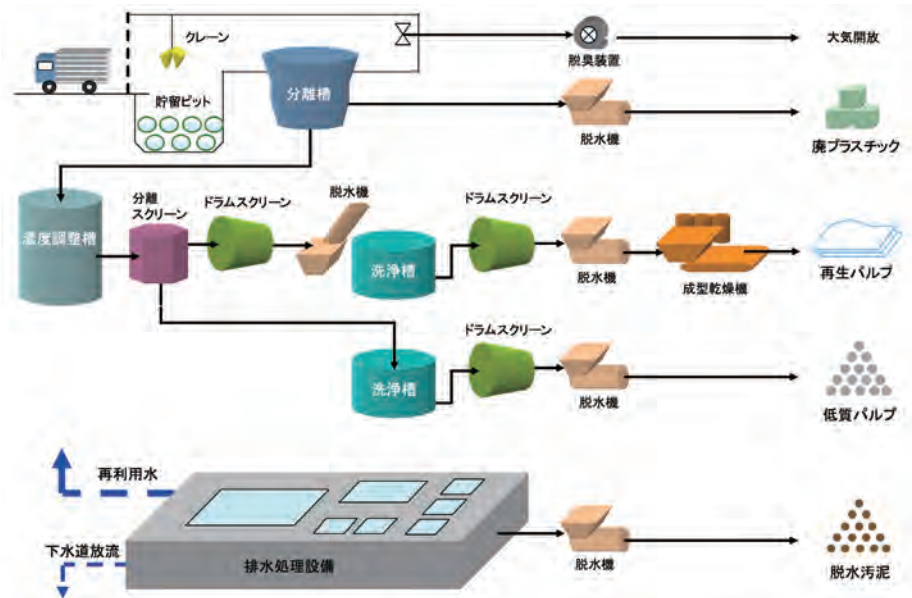 クレーン
脱臭装置
大気開放
貯留ピット
分離槽
脱水機
廃プラスチック
濃度調整槽
分離
スクリーン
ドラムスクリーン
脱水機
洗浄槽
ドラムスクリーン
脱水機
成型乾燥機
再生パルプ
洗浄槽
ドラムスクリーン
脱水機
低質パルプ
再利用水
下水道放流
排水処理設備
脱水機
脱水汚泥